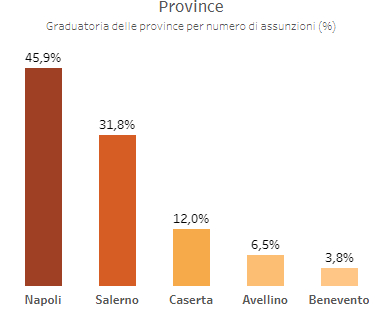 Province
Graduatoria delle province per numero di assunzioni (%)
45,9%
31,8%
12,0%
6,5%
3,8%
Napoli
Salerno
Caserta
Avellino
Benevento